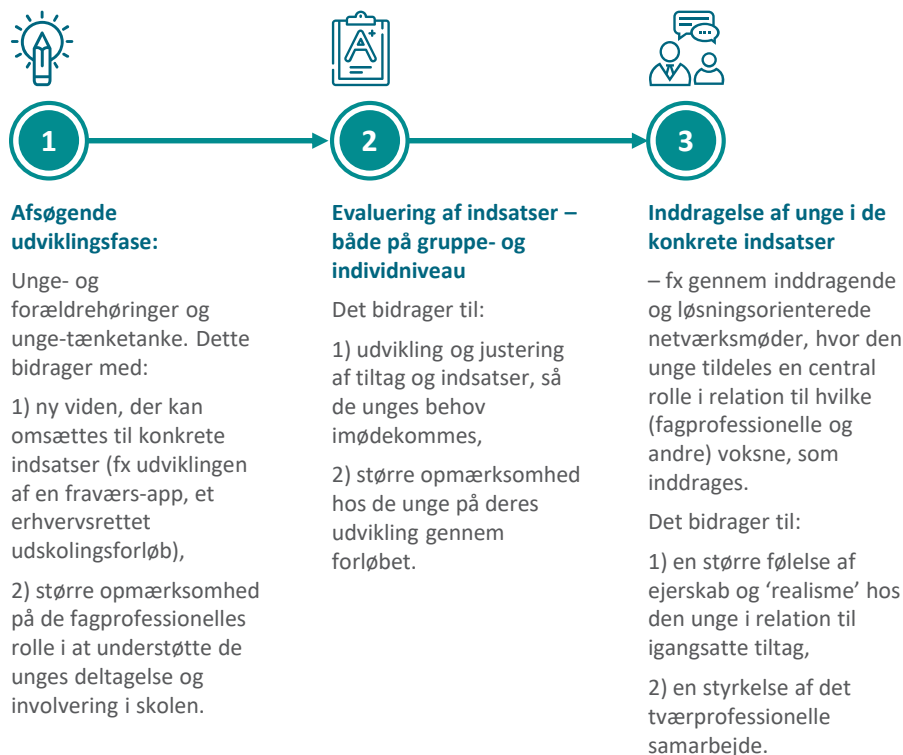 1
Afsøgende
udviklingsfase:
Unge- og
forældrehøringer og
unge-tænketanke. Dette
bidrager med:
1) ny viden, der kan
omsættes til konkrete
indsatser (fx udviklingen
af en fraværs-app, et
erhvervsrettet
udskolingsforløb),
2) større opmærksomhed
på de fagprofessionelles
rolle i at understøtte de
unges deltagelse og
involvering i skolen.
A+
2
Evaluering af indsatser –
både på gruppe- og
individniveau
Det bidrager til:
1) udvikling og justering
af tiltag og indsatser, så
de unges behov
imødekommes,
2) større opmærksomhed
hos de unge på deres
udvikling gennem
forløbet.
3
Inddragelse af unge i de
konkrete indsatser
– fx gennem inddragende
og løsningsorienterede
netværksmøder, hvor den
unge tildeles en central
rolle i relation til hvilke
(fagprofessionelle og
andre) voksne, som
inddrages.
Det bidrager til:
1) en større følelse af
ejerskab og ‘realisme’ hos
den unge i relation til
igangsatte tiltag,
2) en styrkelse af det
tværprofessionelle
samarbejde.